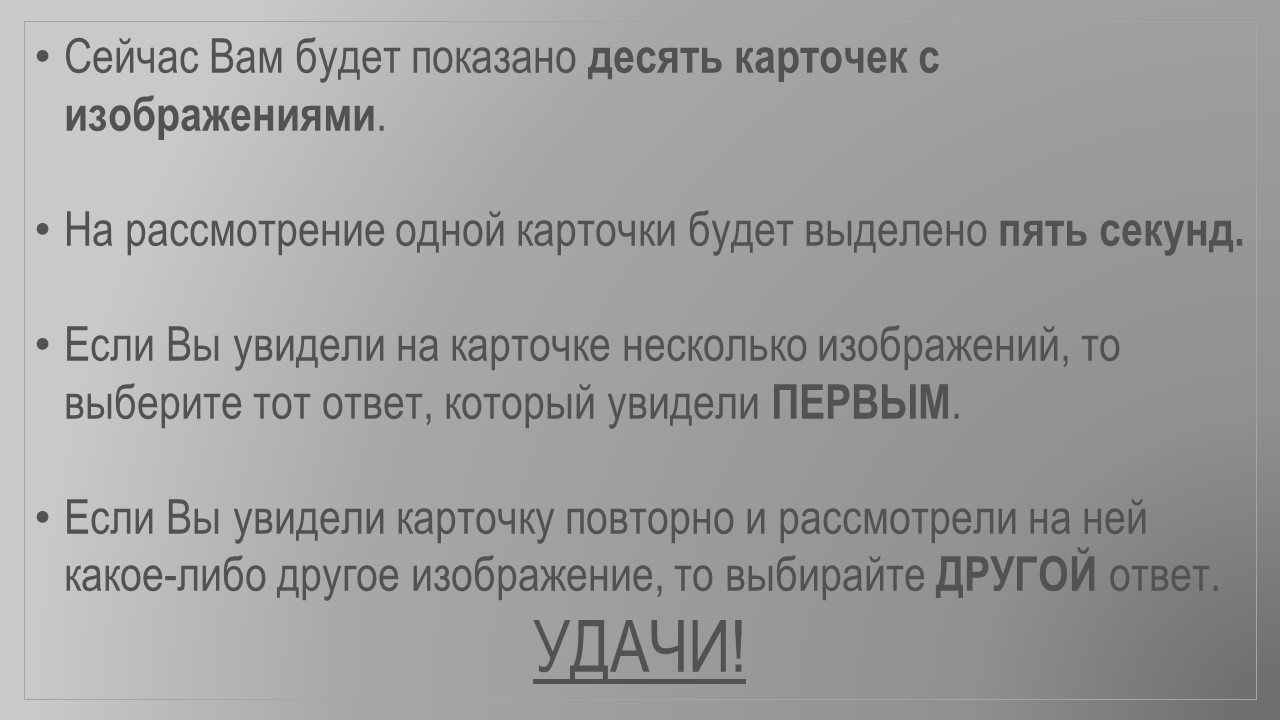 • Сейчас Вам будет показано десять карточек с
изображениями.
• На рассмотрение одной карточки будет выделено пять секунд.
• Если Вы увидели на карточке несколько изображений, то
выберите тот ответ, который увидели ПЕРВЫМ.
• Если Вы увидели карточку повторно и рассмотрели на ней
какое-либо другое изображение, то выбирайте ДРУГОЙ ответ.
УДАЧИ!